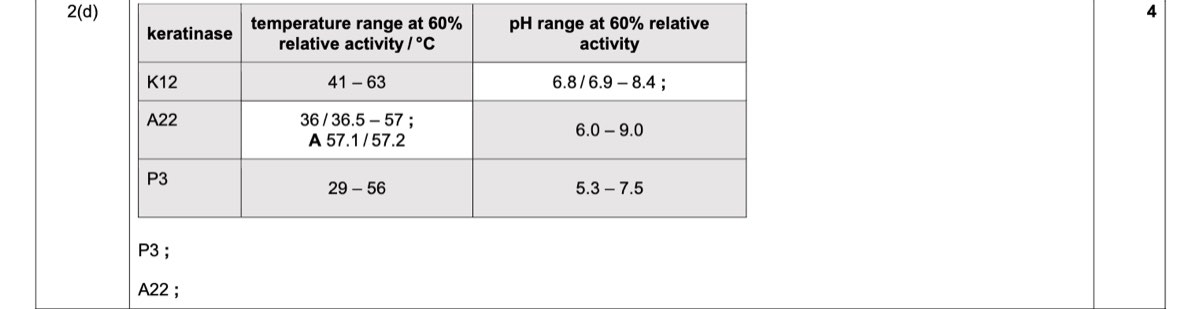 2(d)
4
keratinase
temperature range at 60%
relative activity / °C
pH range at 60% relative
activity
K12
41 – 63
6.8 / 6.9 – 8.4 ;
A22
36 / 36.5 – 57 ;
A 57.1 / 57.2
6.0 – 9.0
P3
29 – 56
5.3 – 7.5
P3 ;
A22 ;